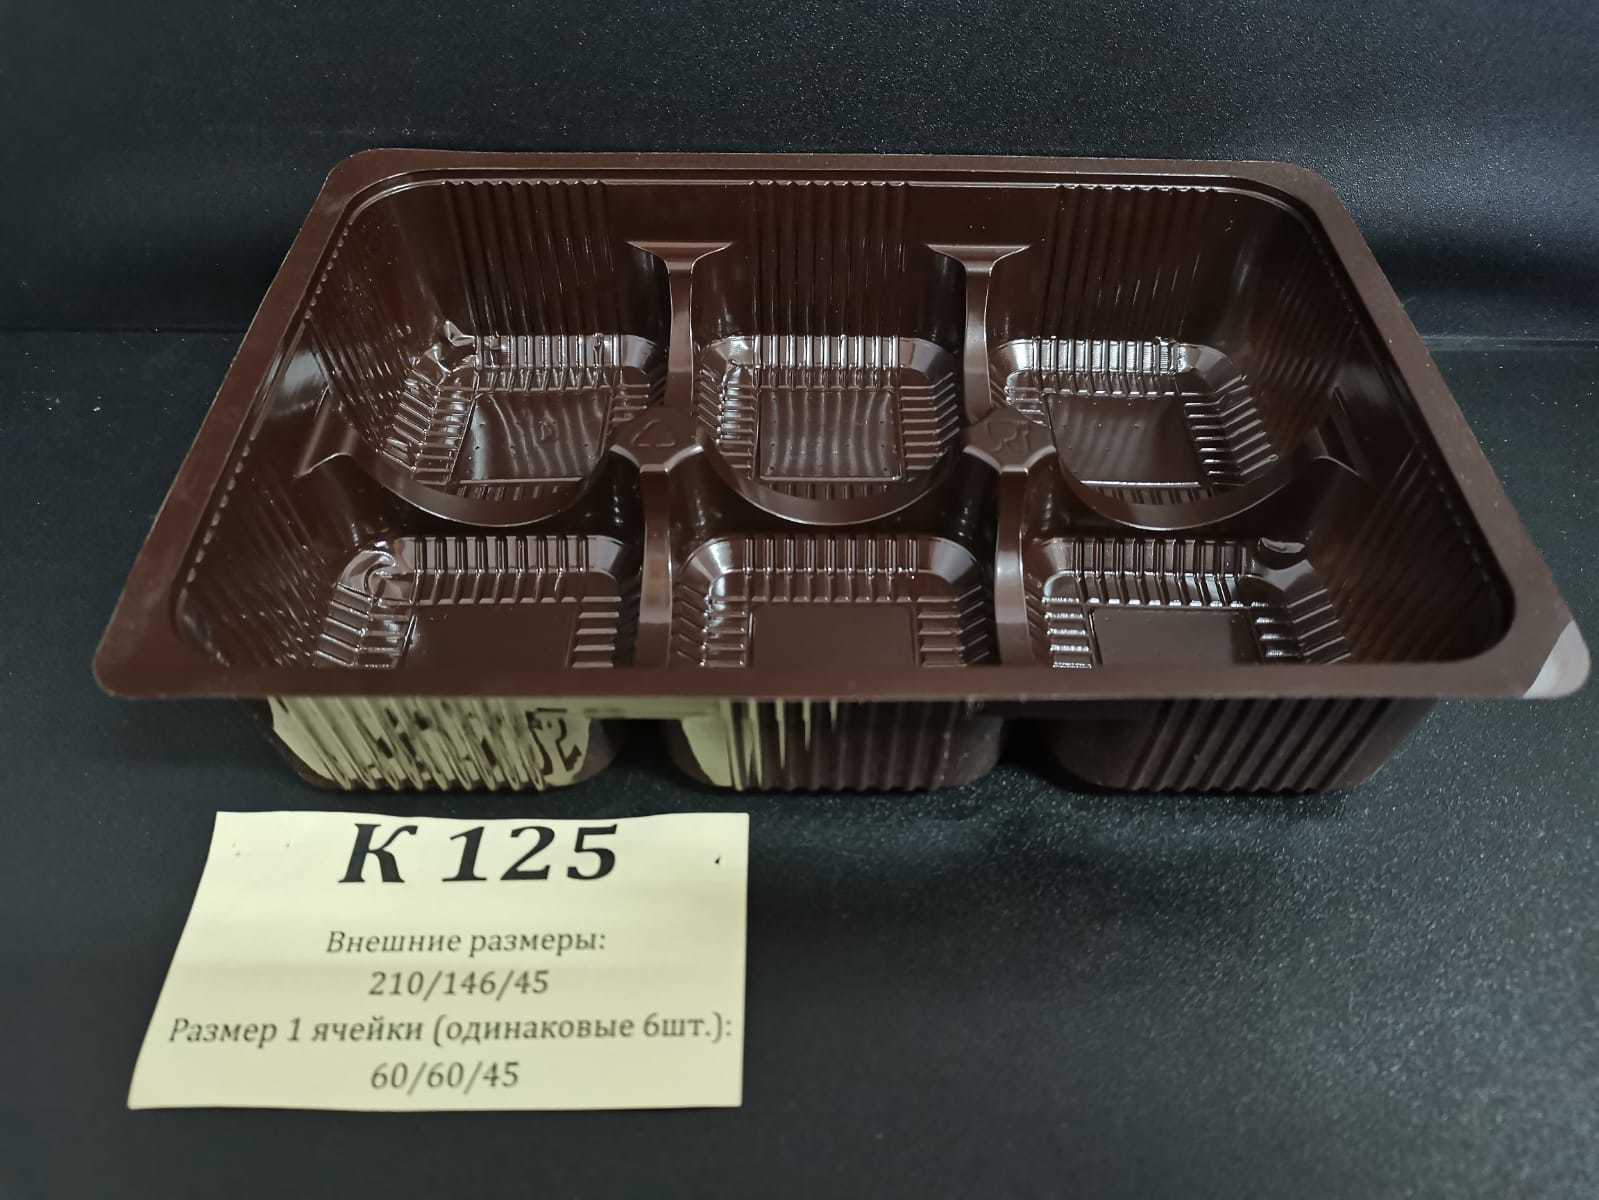 К 125
Внешние размеры:
210/146/45
Размер 1 ячейки (одинаковые 6шт.):
60/60/45